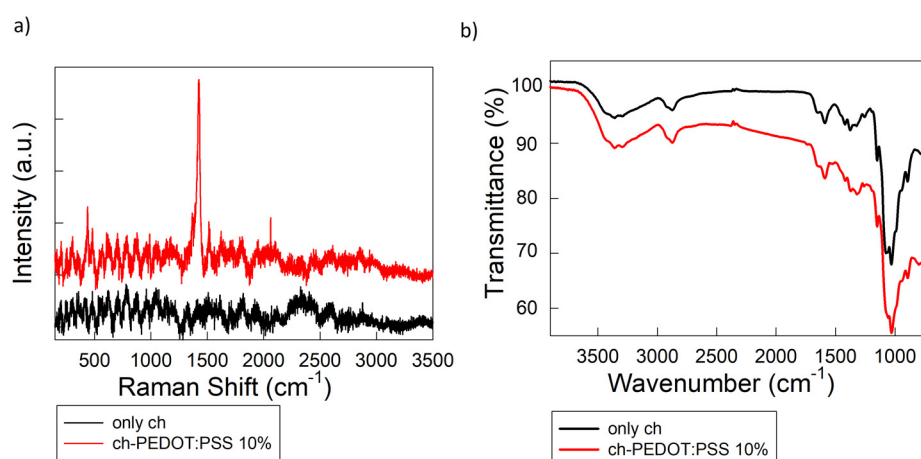 a)
b)
Intensity (a.u.)
500 1000 1500 2000 2500 3000 3500
Raman Shift (cm⁻¹)
only ch
ch-PEDOT:PSS 10%
Transmittance (%)
100
90
80
70
60
3500 3000 2500 2000 1500 1000
Wavenumber (cm⁻¹)
only ch
ch-PEDOT:PSS 10%